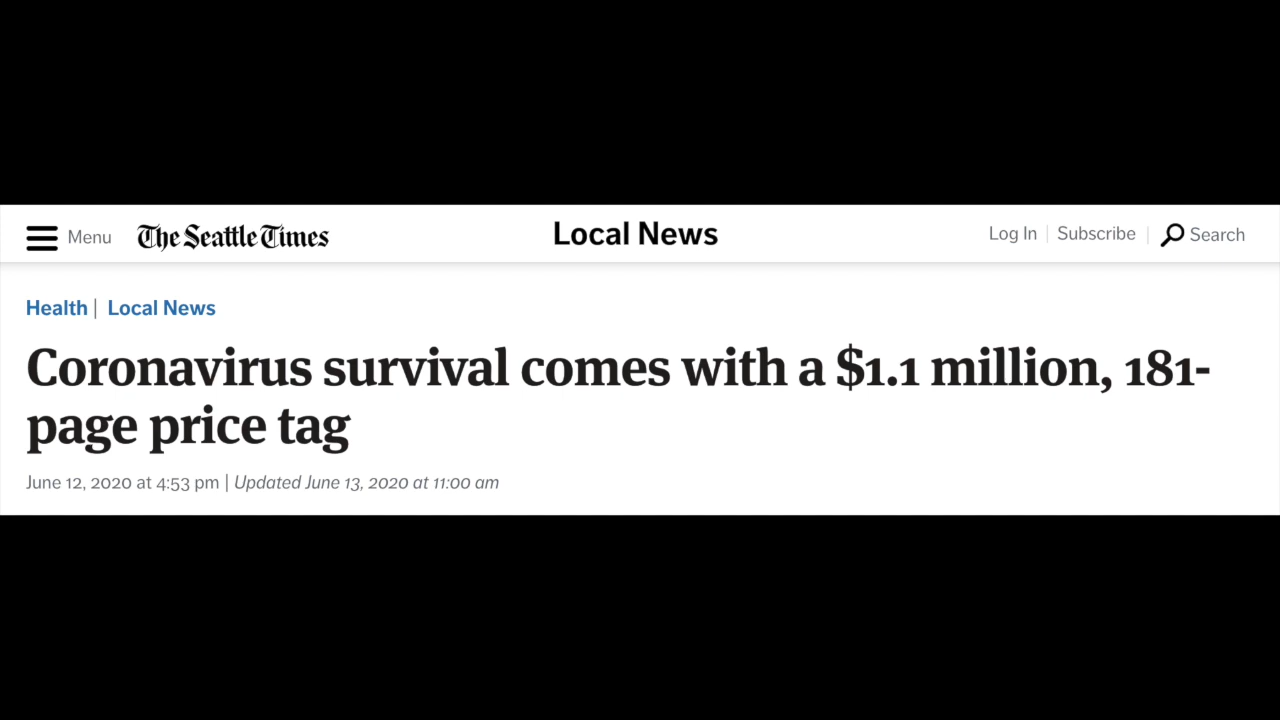 Menu The Seattle Times Local News Log In | Subscribe | Search
Health | Local News
Coronavirus survival comes with a $1.1 million, 181-
page price tag
June 12, 2020 at 4:53 pm | Updated June 13, 2020 at 11:00 am